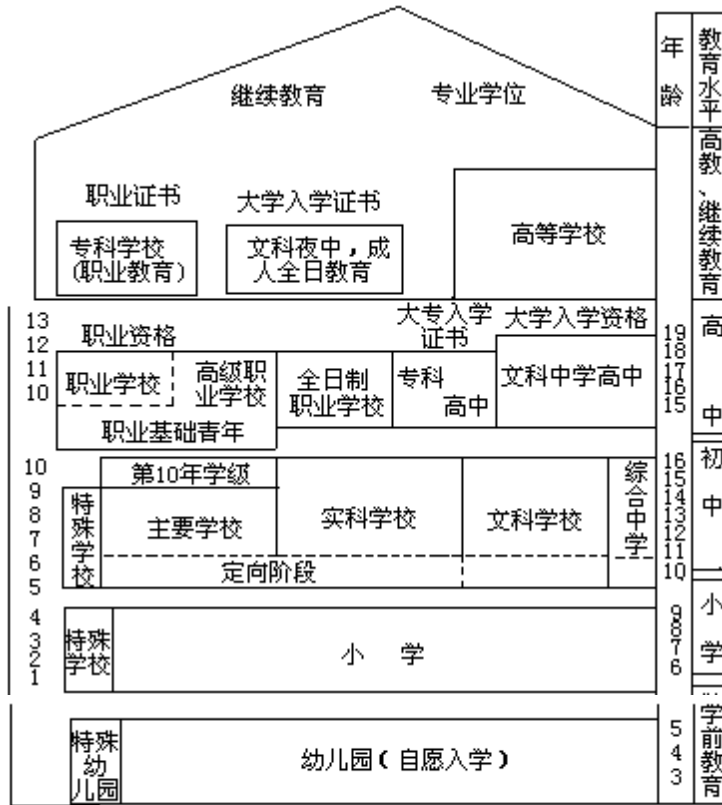 继续教育
专业学位
年龄
教育水平
职业证书
大学入学证书
专科学校
(职业教育)
文科夜中，成
人全日教育
高等学校
高教、继续教育
13
12
11
10
职业资格
大专入学
证书
大学入学资格
职业学校
高级职
业学校
全日制
职业学校
专科
高中
文科中学高中
职业基础青年
19
18
17
16
15
高中
10
9
8
7
6
5
第10年学级
特殊学校
主要学校
实科学校
文科学校
综合中学
定向阶段
16
15
14
13
12
11
10
初中
4
3
2
1
特殊
学校
小 学
9
8
7
6
小学
特殊
幼
儿园
幼儿园(自愿入学)
5
4
3
学前教育